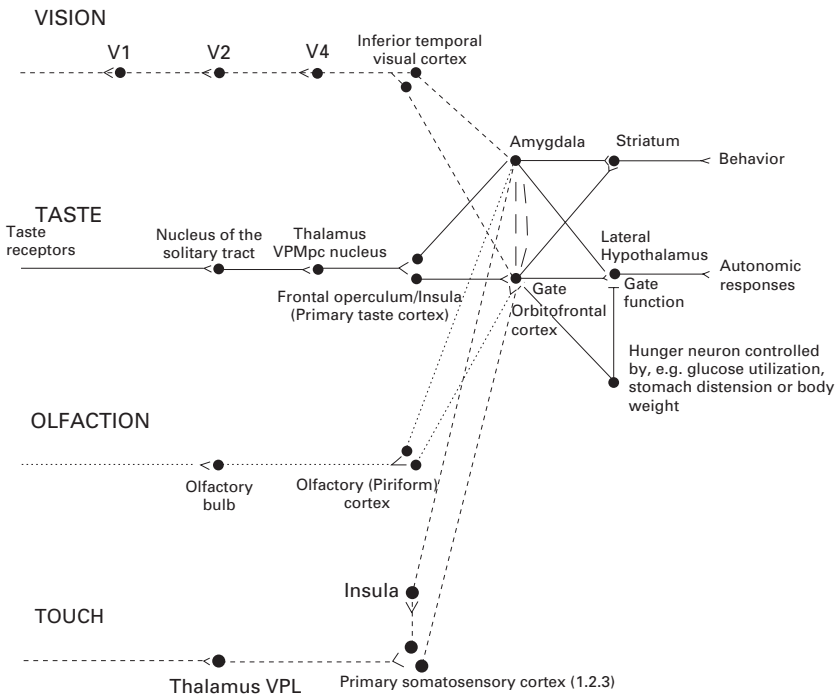 VISION
V1
V2
V4
Inferior temporal
visual cortex
Amygdala
Striatum
Behavior
TASTE
Taste
receptors
Nucleus of the
solitary tract
Thalamus
VPMpc nucleus
Frontal operculum/Insula
(Primary taste cortex)
Gate
Orbitofrontal
cortex
Lateral
Hypothalamus
Gate
function
Autonomic
responses
Hunger neuron controlled
by, e.g. glucose utilization,
stomach distension or body
weight
OLFACTION
Olfactory
bulb
Olfactory (Piriform)
cortex
TOUCH
Insula
Thalamus VPL
Primary somatosensory cortex (1.2.3)